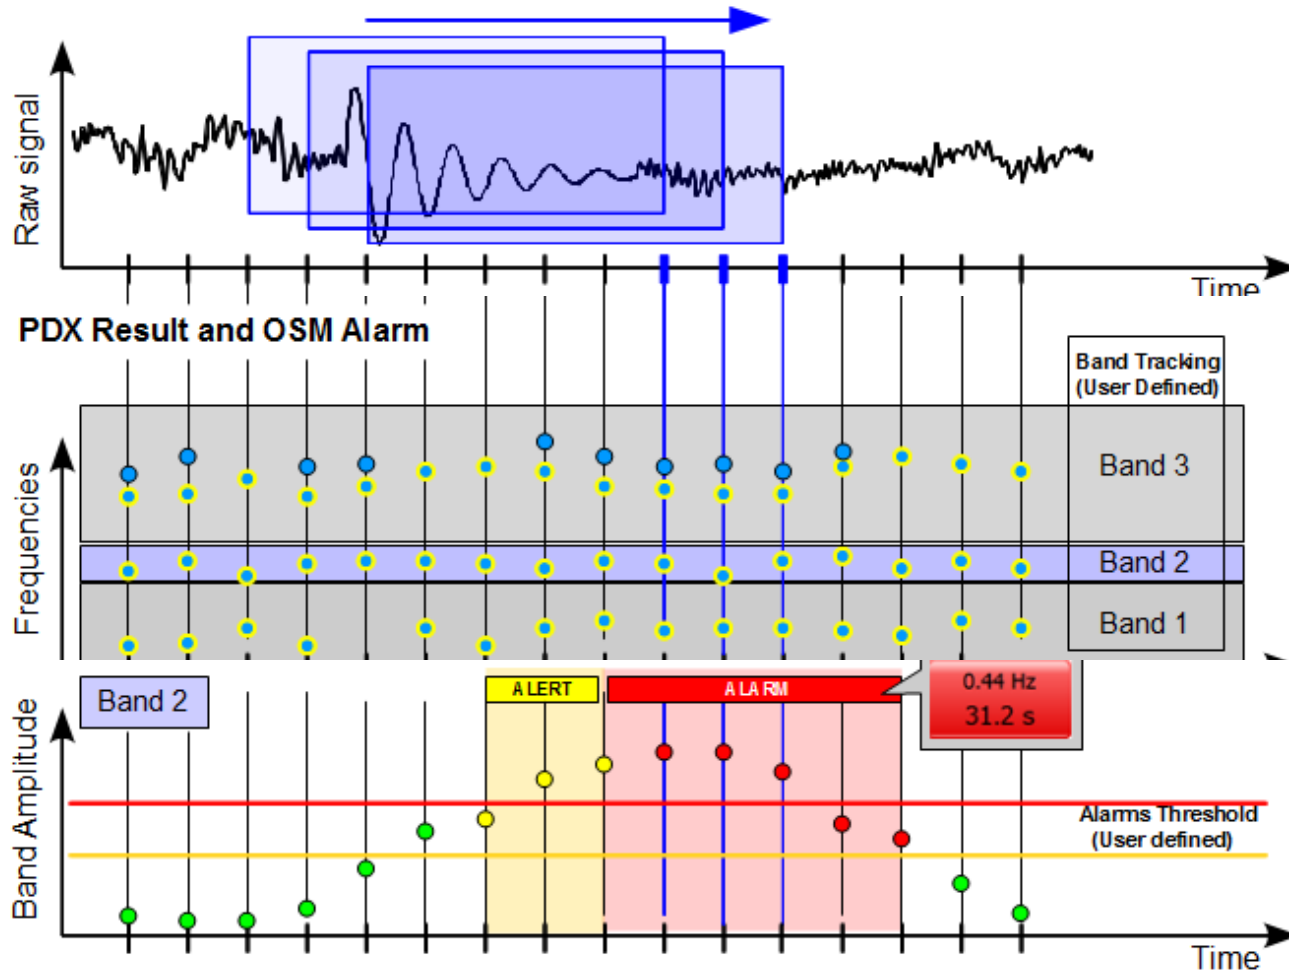 Raw signal
Time
PDX Result and OSM Alarm
Band Tracking
(User Defined)
Frequencies
Band 3
Band 2
Band 1
Band 2
ALERT
ALARM
0.44 Hz
31.2 s
Band Amplitude
Alarms Threshold
(User defined)
Time